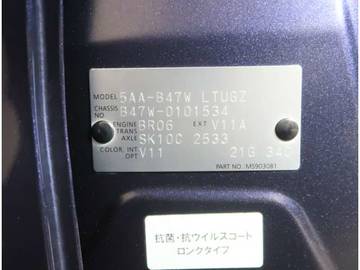 MODEL 5AA-B47W LTUGZ
CHASSIS NO B47W-0101534
ENGINE BR06 EXT V11A
TRANS AXLE SK10C 2533
COLOR, INT OPT V11 21G 34C
PART NO. MS903081
抗菌・抗ウイルスコート
ロングタイプ